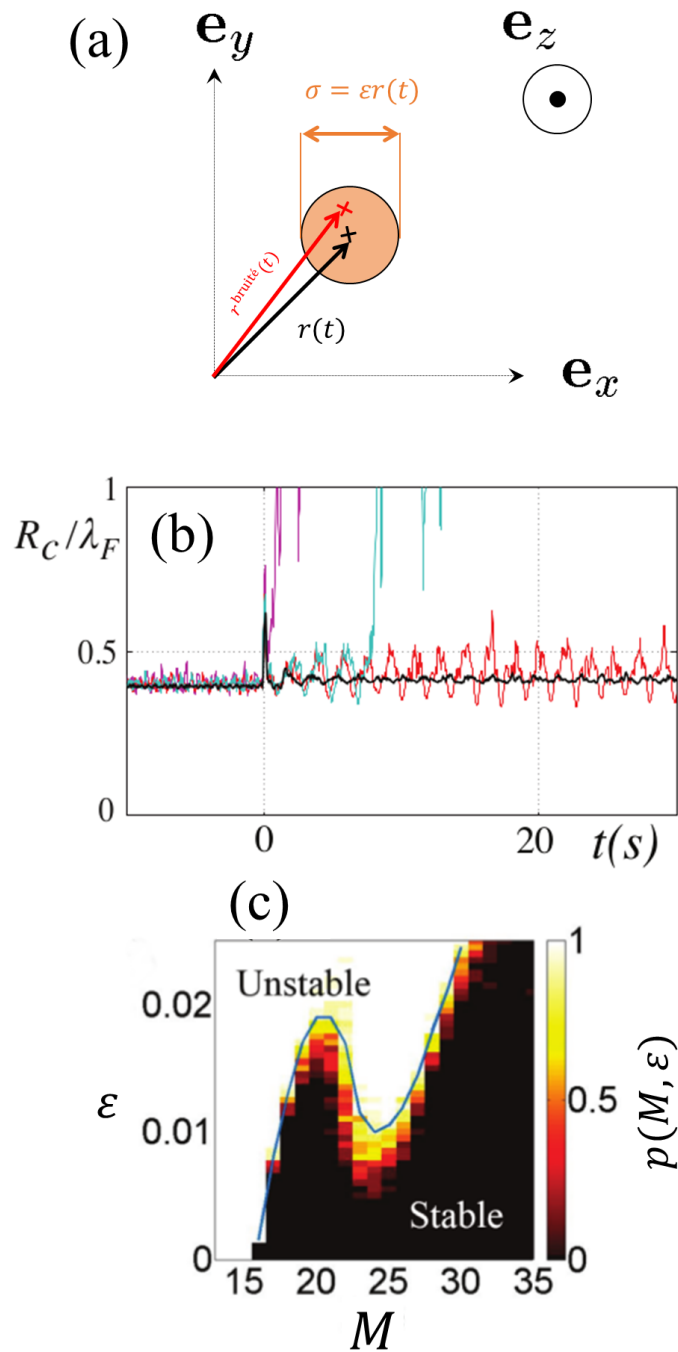 (a)
e_y
e_z
σ = εr(t)
r^bruité(t)
r(t)
e_x
(b)
R_c/λ_F
1
0.5
0
0
20
t(s)
(c)
Unstable
Stable
ε
0.02
0.01
0
15
20
25
30
35
M
1
0.5
0
p(M, ε)